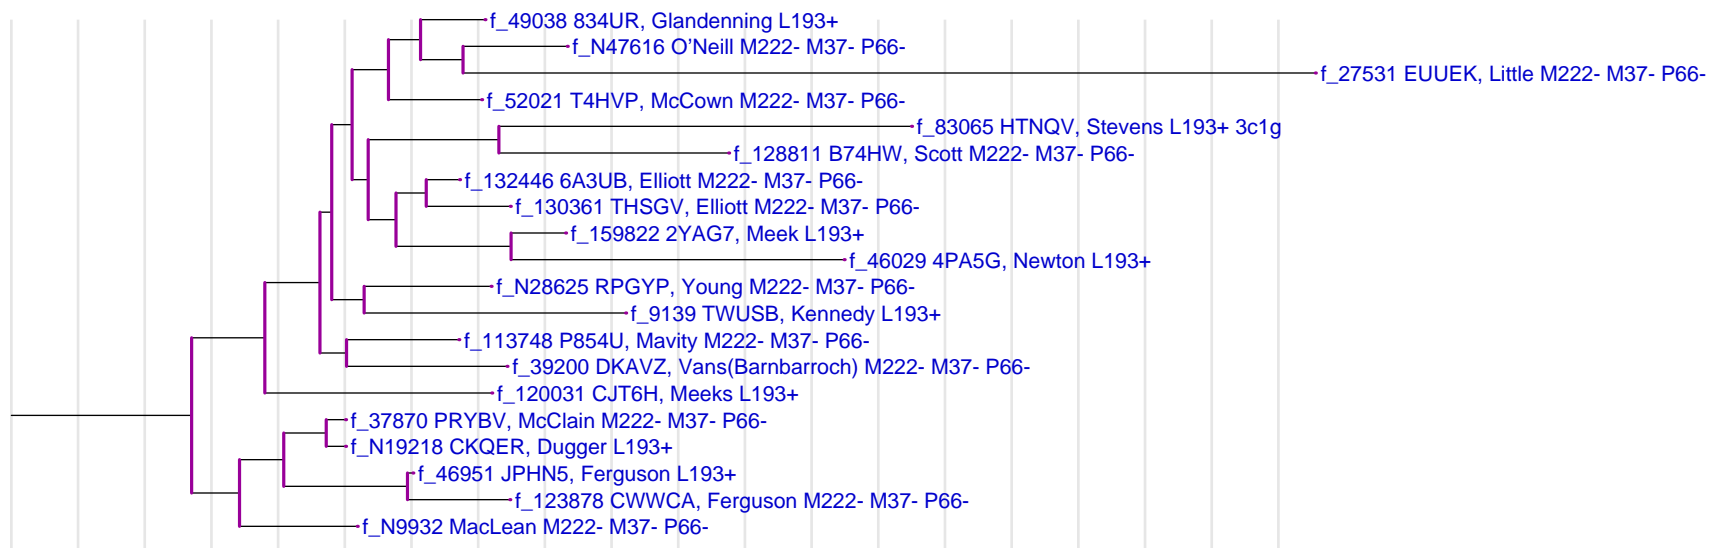 f_49038 834UR, Glandenning L193+
f_N47616 O'Neill M222- M37- P66-
f_27531 EUUEK, Little M222- M37- P66-
f_52021 T4HVP, McCown M222- M37- P66-
f_83065 HTNQV, Stevens L193+ 3c1g
f_128811 B74HW, Scott M222- M37- P66-
f_132446 6A3UB, Elliott M222- M37- P66-
f_130361 THSGV, Elliott M222- M37- P66-
f_159822 2YAG7, Meek L193+
f_46029 4PA5G, Newton L193+
f_N28625 RPGYP, Young M222- M37- P66-
f_9139 TWUSB, Kennedy L193+
f_113748 P854U, Mavity M222- M37- P66-
f_39200 DKAVZ, Vans(Barnbarroch) M222- M37- P66-
f_120031 CJT6H, Meeks L193+
f_37870 PRYBV, McClain M222- M37- P66-
f_N19218 CKQER, Dugger L193+
f_46951 JPHN5, Ferguson L193+
f_123878 CWWCA, Ferguson M222- M37- P66-
f_N9932 MacLean M222- M37- P66-